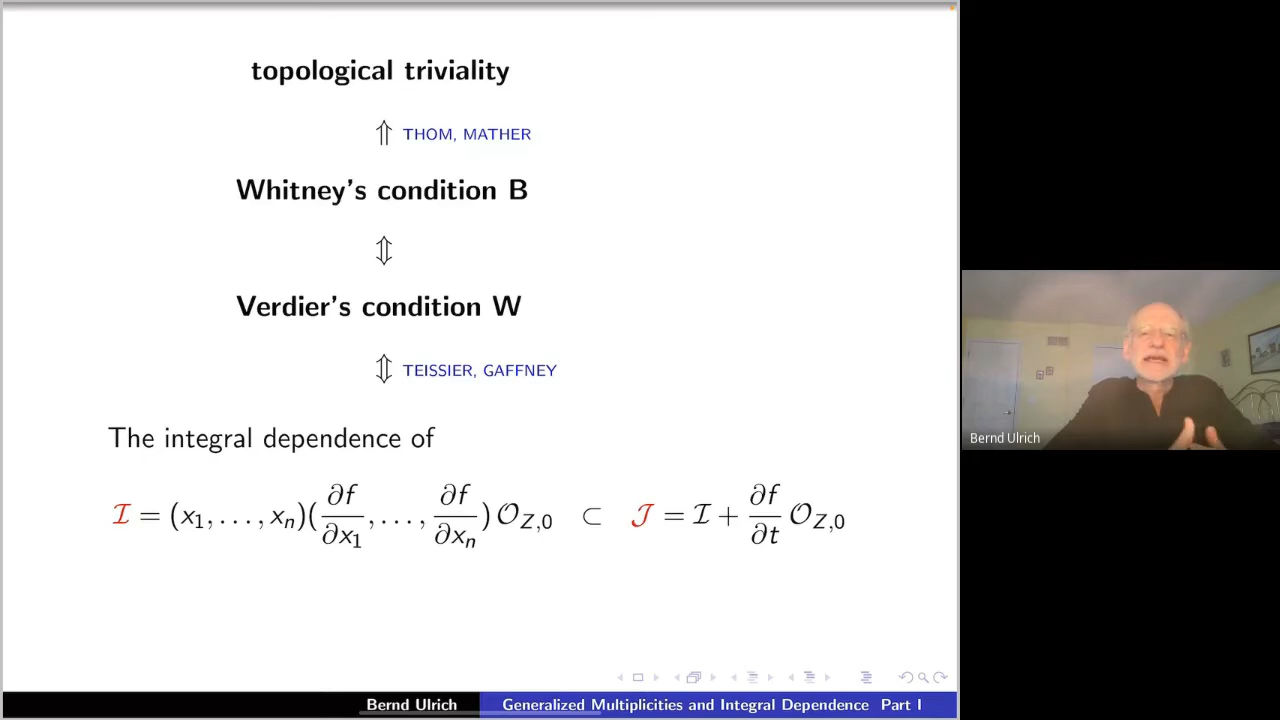 topological triviality
⇑ THOM, MATHER
Whitney's condition B
⇕
Verdier's condition W
⇕ TEISSIER, GAFFNEY
The integral dependence of
I = (x₁, . . . , xₙ)(∂f/∂x₁, . . . , ∂f/∂xₙ) O_{Z,0} ⊂ J = I + ∂f/∂t O_{Z,0}
Bernd Ulrich
Bernd Ulrich Generalized Multiplicities and Integral Dependence Part I